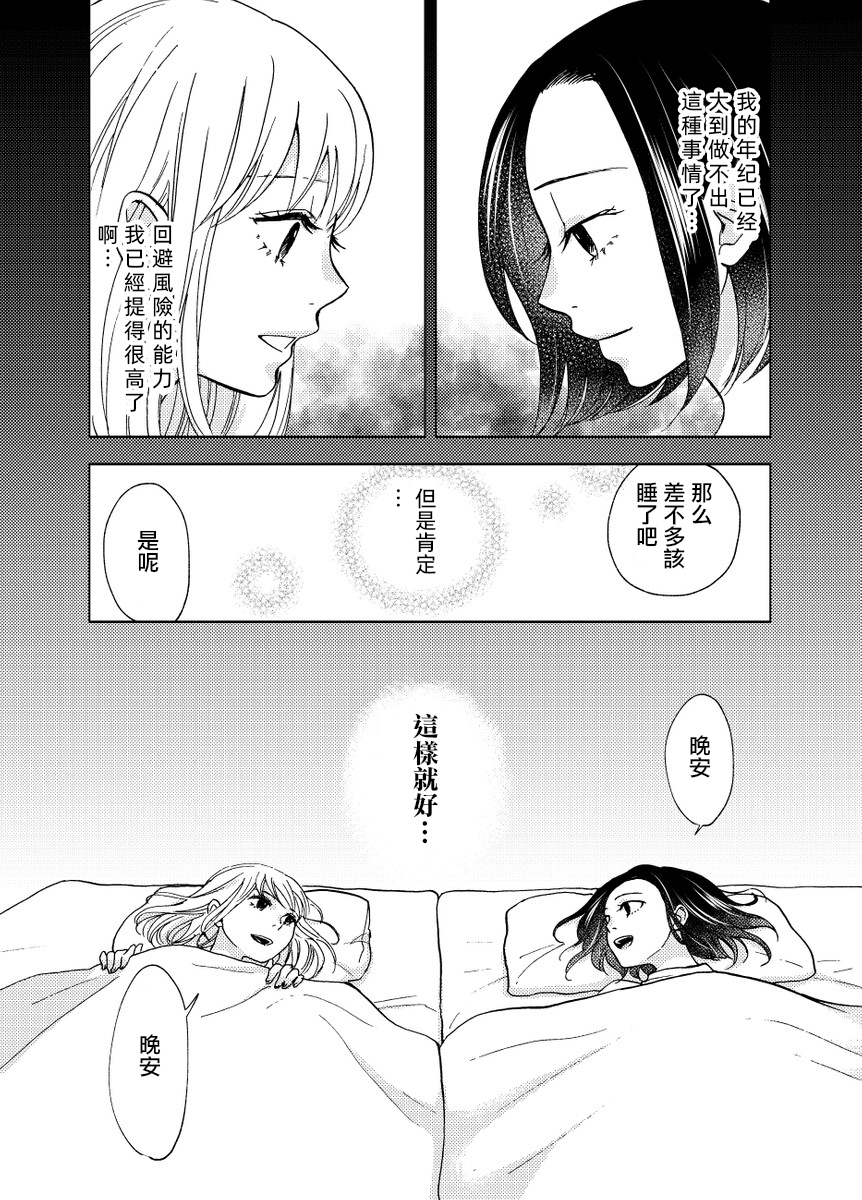 我的年纪已经
大到做不出
這種事情了…
回避風險的能力
我已經提得很高了
啊…
那么
差不多該
睡了吧
但是肯定
…
是呢
這樣就好…
晚安
晚安